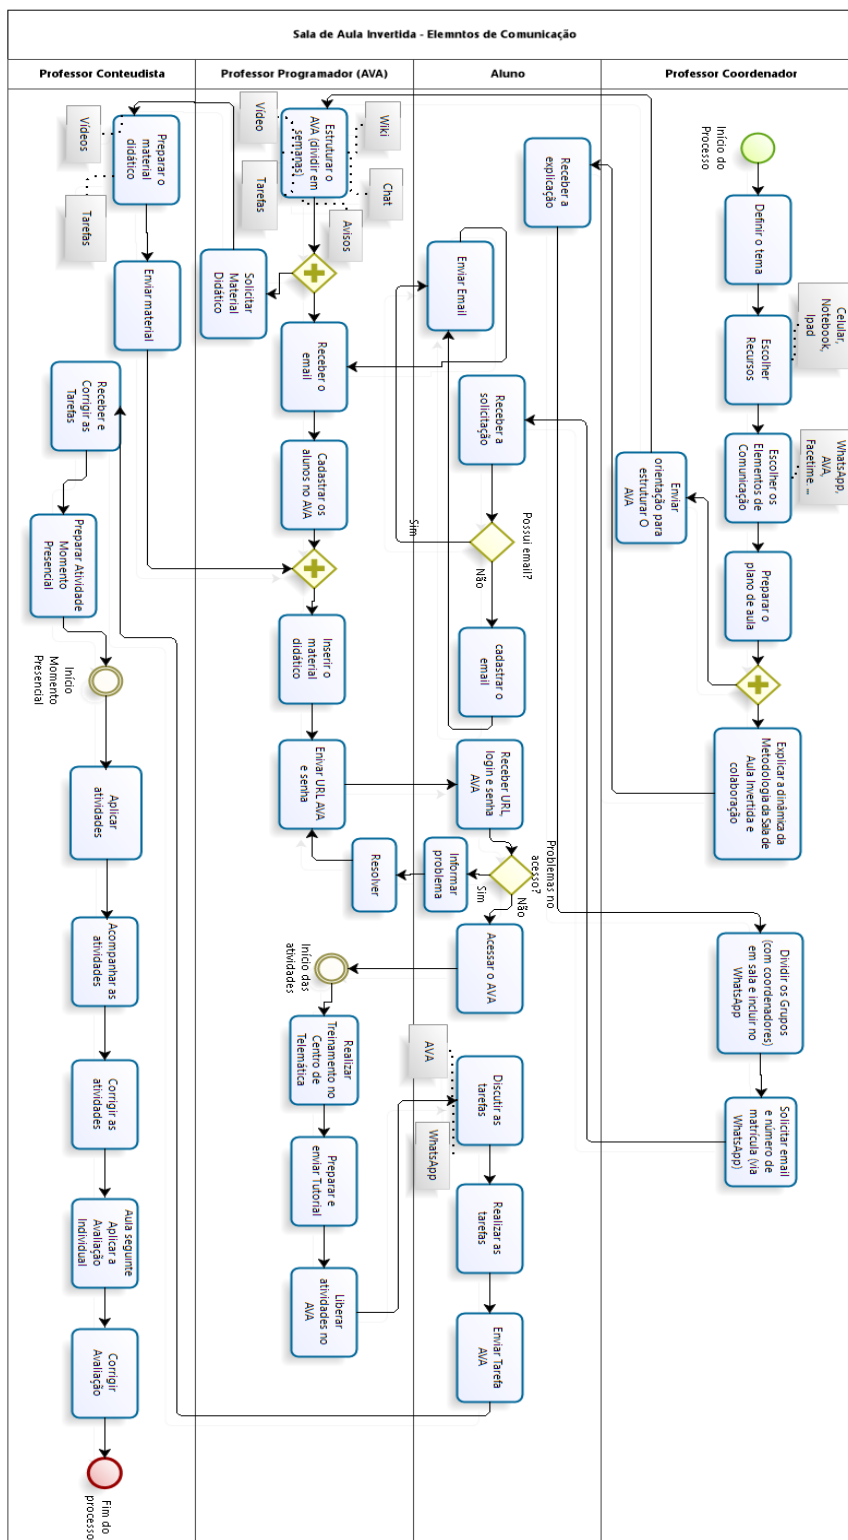 Sala de Aula Invertida - Elemntos de Comunicação
Professor Conteudista
Professor Programador (AVA)
Aluno
Professor Coordenador
Início do
Processo
Definir o tema
Celular,
Notebook,
Ipad
Escolher
Recursos
WhatsApp,
AVA,
Facetime. ...
Escolher os
Elementos de
Comunicação
Preparar o
plano de aula
Enviar
orientação para
estruturar O
AVA
Explicar a dinâmica da
Metodologia da Sala de
Aula Invertida e
colaboração
Dividir os Grupos
(com coordenadores)
em sala e incluir no
WhatsApp
Solicitar email
e número de
matrícula (via
WhatsApp)
Receber a
explicação
Enviar Email
Receber a
solicitação
Possui email?
Sim
Não
cadastrar o
email
Receber URL,
login e senha
AVA
Problemas no
acesso?
Sim
Não
Informar
problema
Acessar o AVA
AVA
WhatsApp
Discutir as
tarefas
Realizar as
tarefas
Enviar Tarefa
AVA
Vídeo
Tarefas
Wiki
Chat
Avisos
Estruturar o
AVA (dividir em
semanas)
Solicitar
Material
Didático
Receber o
email
Cadastrar os
alunos no AVA
Inserir o
material
didático
Enivar URL AVA
e senha
Resolver
Início das
atividades
Realizar
Treinamento no
Centro de
Telemática
Preparar e
enviar Tutorial
Liberar
atividades no
AVA
Vídeos
Tarefas
Preparar o
material
didático
Enviar material
Receber e
Corrigir as
Tarefas
Preparar Atividade
Momento
Presencial
Início
Momento
Presencial
Aplicar
atividades
Acompanhar as
atividades
Corrigir as
atividades
Aula seguinte
Aplicar a
Avaliação
Individual
Corrigir
Avaliação
Fim do
processo